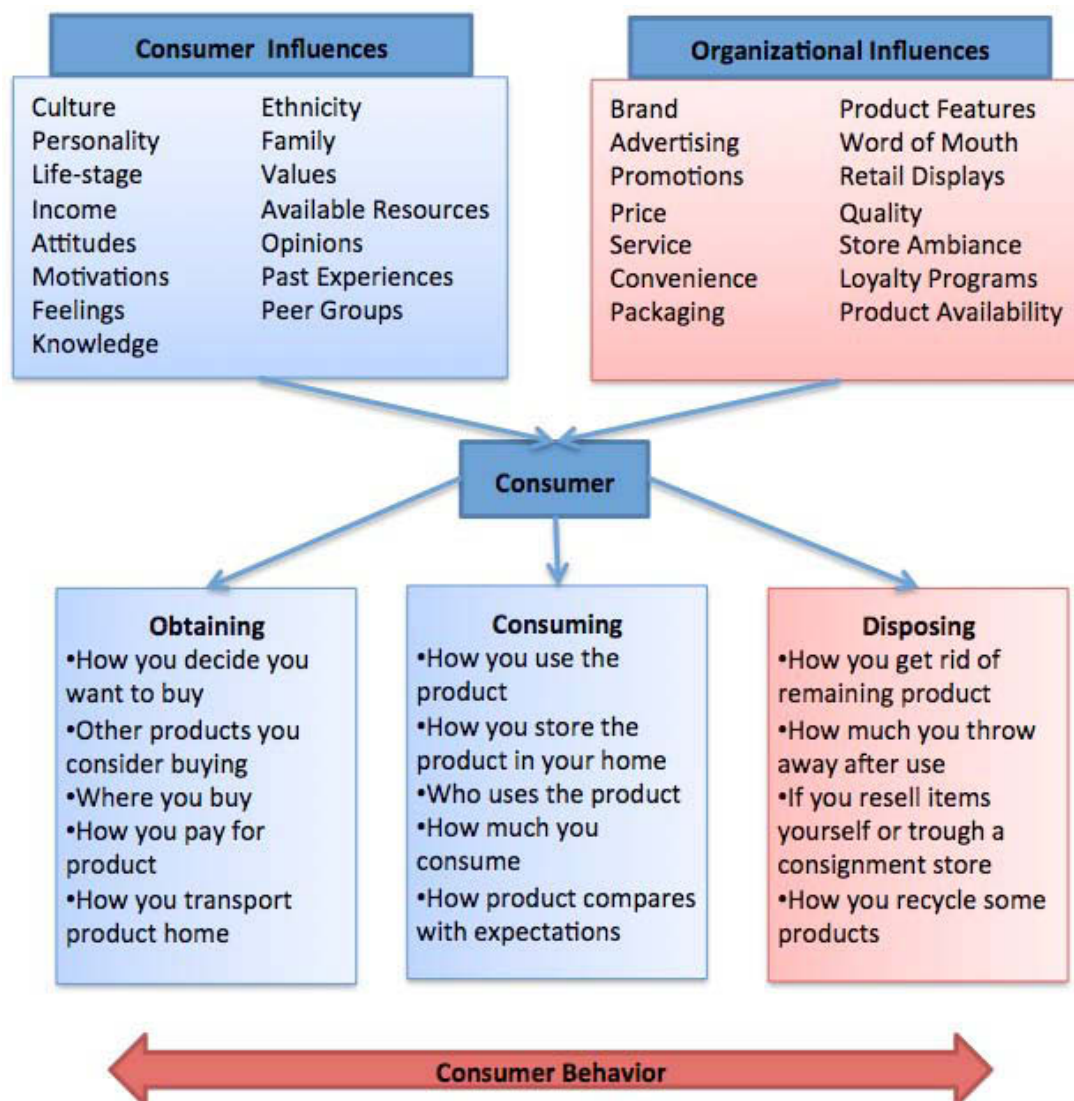 Consumer Influences
Culture
Personality
Life-stage
Income
Attitudes
Motivations
Feelings
Knowledge
Ethnicity
Family
Values
Available Resources
Opinions
Past Experiences
Peer Groups
Organizational Influences
Brand
Advertising
Promotions
Price
Service
Convenience
Packaging
Product Features
Word of Mouth
Retail Displays
Quality
Store Ambiance
Loyalty Programs
Product Availability
Consumer
Obtaining
•How you decide you
want to buy
•Other products you
consider buying
•Where you buy
•How you pay for
product
•How you transport
product home
Consuming
•How you use the
product
•How you store the
product in your home
•Who uses the product
•How much you
consume
•How product compares
with expectations
Disposing
•How you get rid of
remaining product
•How much you throw
away after use
•If you resell items
yourself or trough a
consignment store
•How you recycle some
products
Consumer Behavior